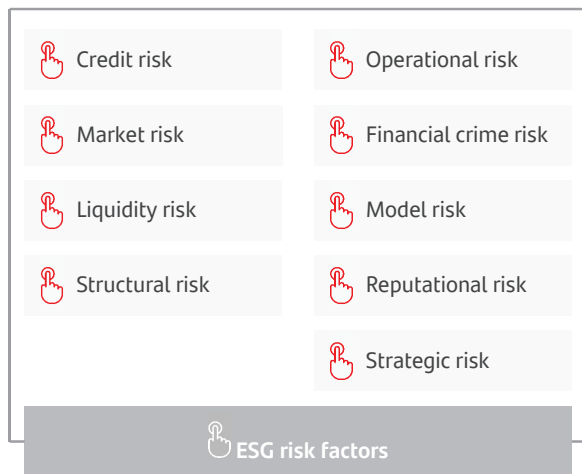 Credit risk
Operational risk
Market risk
Financial crime risk
Liquidity risk
Model risk
Structural risk
Reputational risk
Strategic risk
ESG risk factors